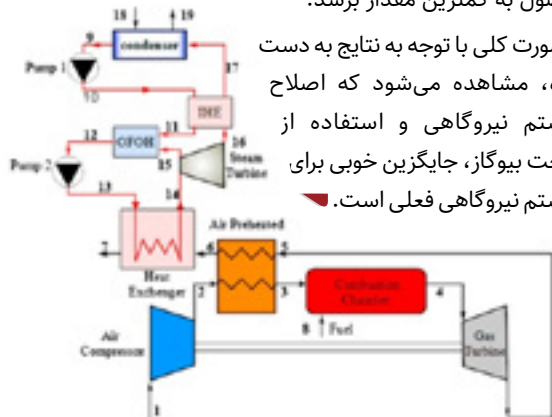 سول به کمترین مقدار برسد.
صورت کلی با توجه به نتایج به دست
مشاهده می‌شود که اصلاح
ستم نیروگاهی و استفاده از
خت بیوگاز، جایگزین خوبی برای
ستم نیروگاهی فعلی است.
18 19
9 condenser
Pump 1 17
10
IHE
12 11
OFOH 16
Pump 2 15 Steam
Turbine
13 14
Air Preheated
7 6 5
Heat
Exchanger 2 3 Combustion
Chamber 4
Air
Compressor 8 Fuel Gas
Turbine
1